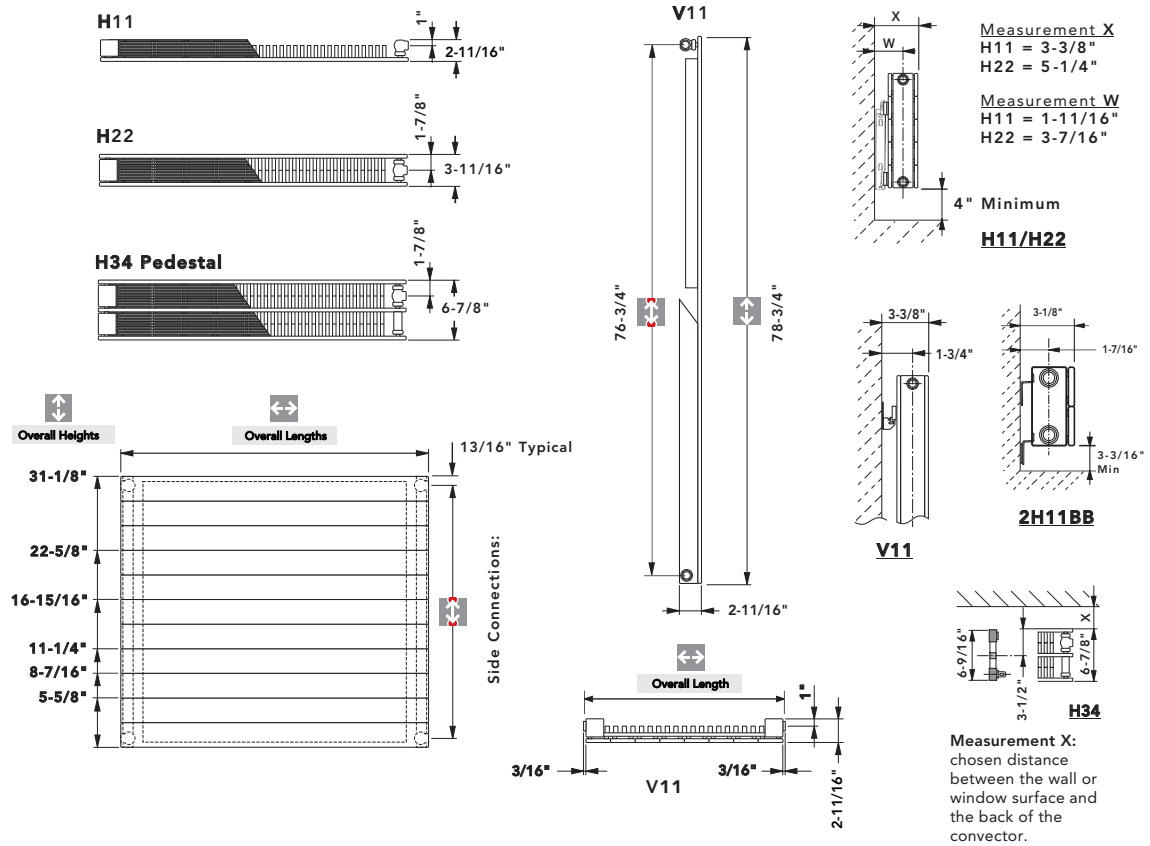 H11
1"
2-11/16"
H22
1-7/8"
3-11/16"
H34 Pedestal
1-7/8"
6-7/8"
Overall Heights
Overall Lengths
13/16" Typical
31-1/8"
22-5/8"
16-15/16"
11-1/4"
8-7/16"
5-5/8"
Side Connections:
V11
76-3/4"
78-3/4"
2-11/16"
Overall Length
1"
2-11/16"
3/16"
3/16"
V11
X
W
Measurement X
H11 = 3-3/8"
H22 = 5-1/4"
Measurement W
H11 = 1-11/16"
H22 = 3-7/16"
4" Minimum
H11/H22
3-3/8"
1-3/4"
V11
3-1/8"
1-7/16"
3-3/16"
Min
2H11BB
X
6-9/16"
3-1/2"
6-7/8"
H34
Measurement X:
chosen distance
between the wall or
window surface and
the back of the
convector.